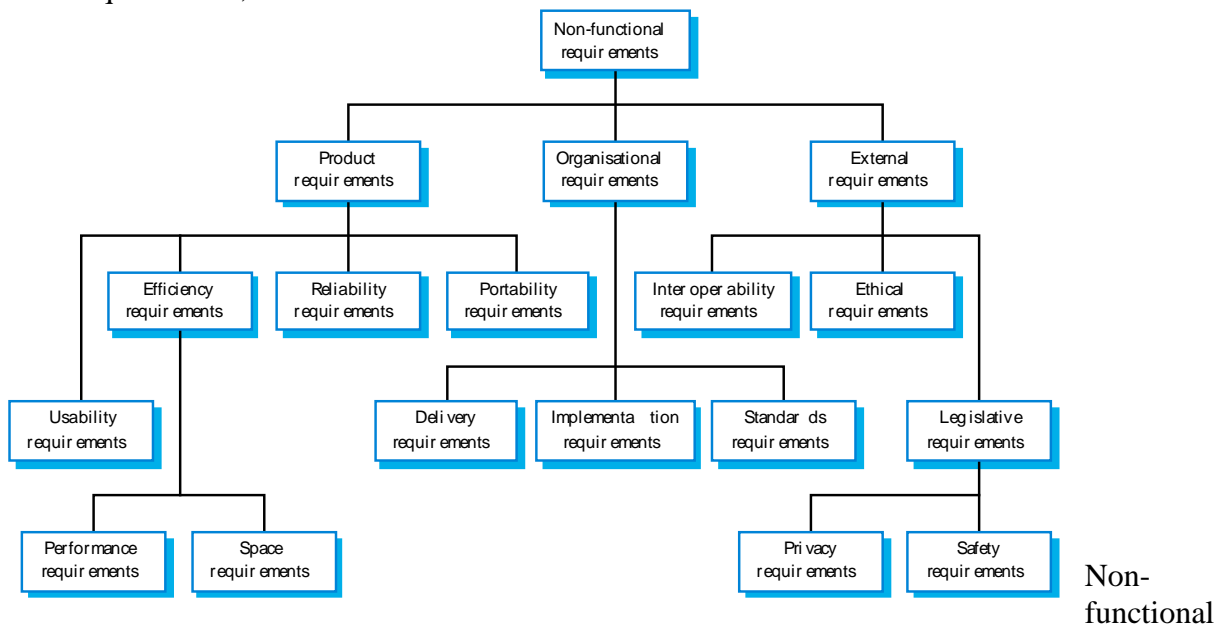 Non-functional
requir ements
Product
requir ements
Organisational
requir ements
External
requir ements
Efficiency
requir ements
Reliability
requir ements
Portability
requir ements
Inter oper ability
requir ements
Ethical
requir ements
Usability
requir ements
Deli very
requir ements
Implementa tion
requir ements
Standar ds
requir ements
Leg islative
requir ements
Perfor mance
requir ements
Space
requir ements
Pri vacy
requir ements
Safety
requir ements
Non-
functional